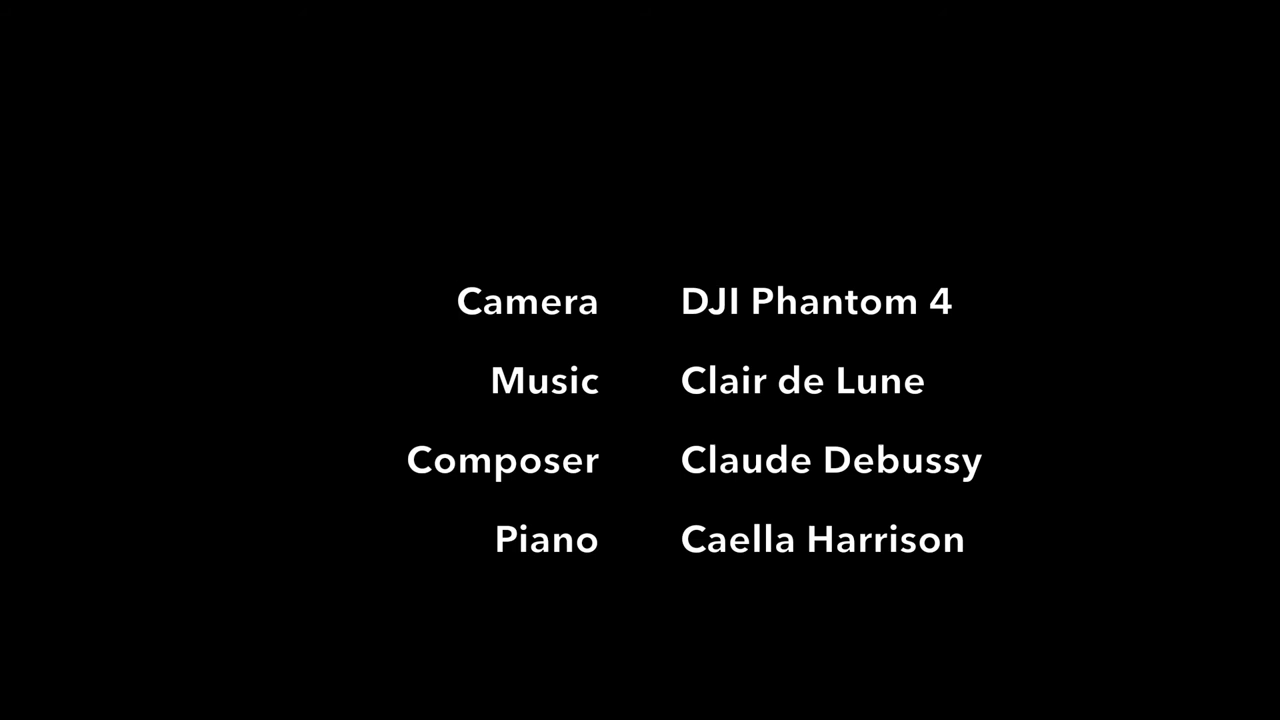 Camera DJI Phantom 4
Music Clair de Lune
Composer Claude Debussy
Piano Caella Harrison